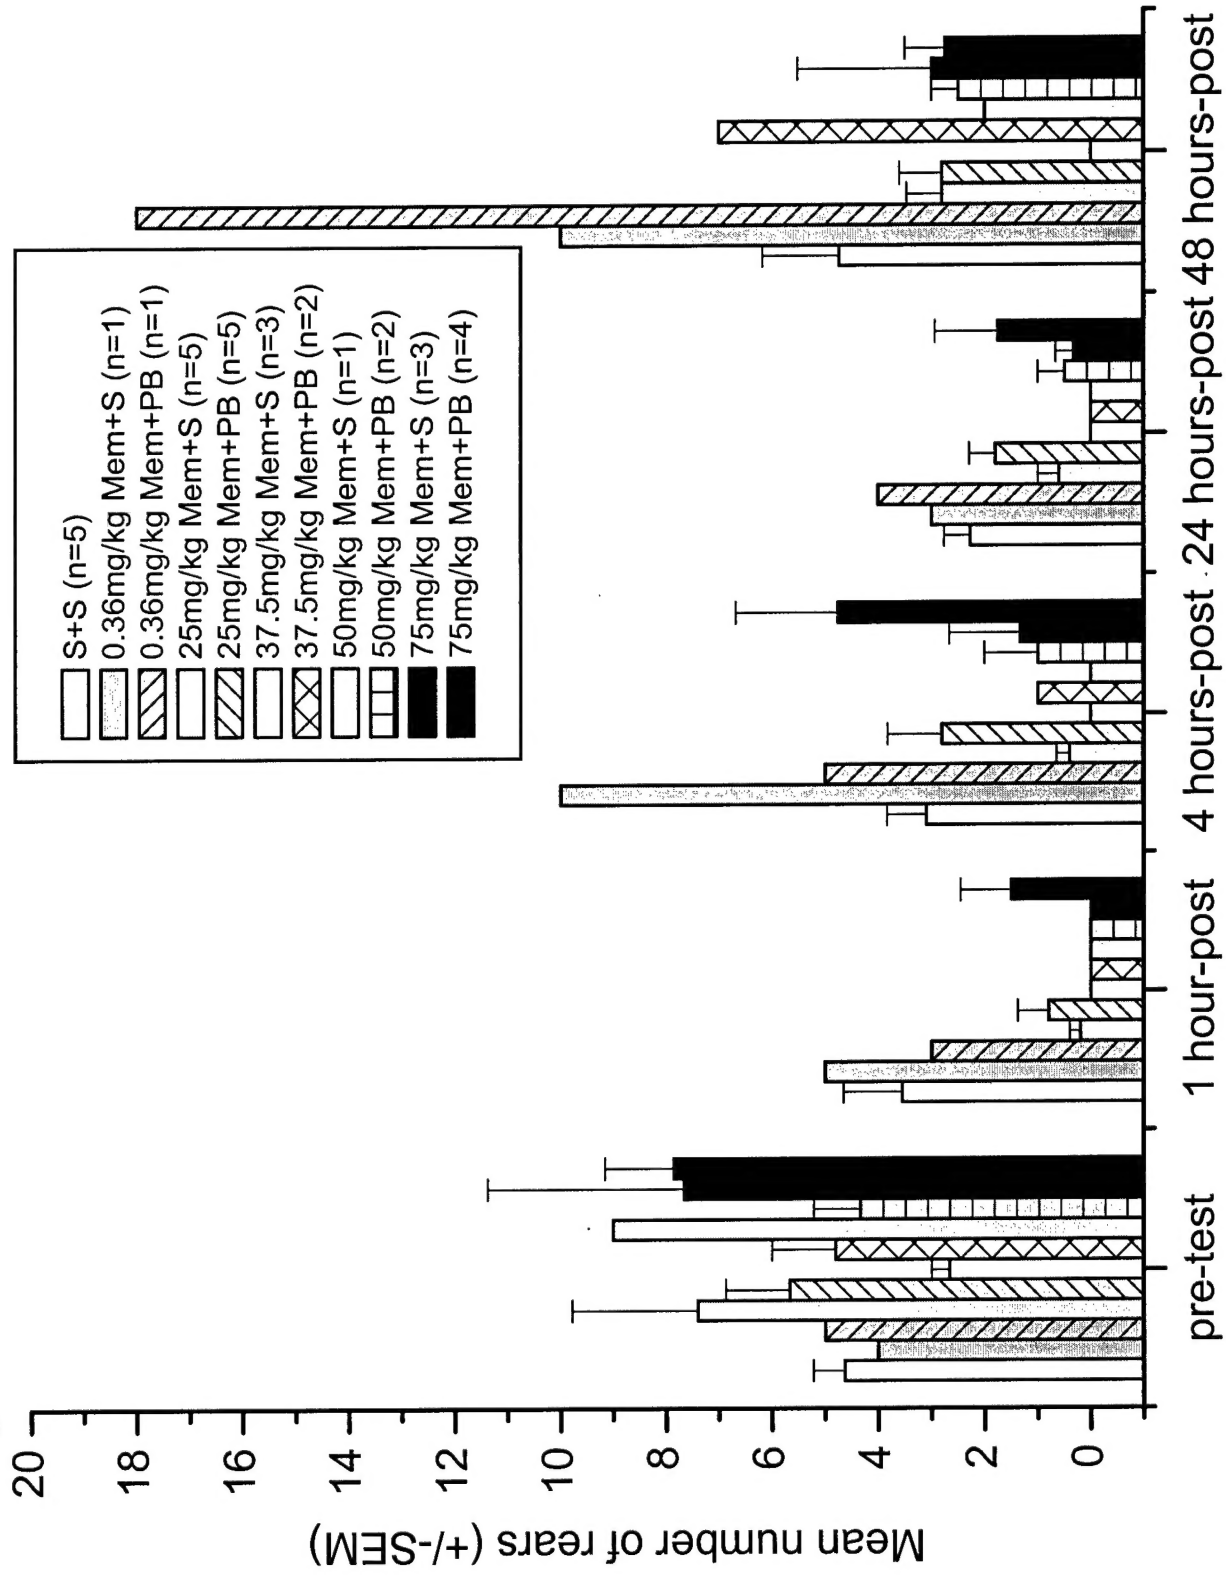 Mean number of rears (+/-SEM)
20
18
16
14
12
10
8
6
4
2
0
S+S (n=5)
0.36mg/kg Mem+S (n=1)
0.36mg/kg Mem+PB (n=1)
25mg/kg Mem+S (n=5)
25mg/kg Mem+PB (n=5)
37.5mg/kg Mem+S (n=3)
37.5mg/kg Mem+PB (n=2)
50mg/kg Mem+S (n=1)
50mg/kg Mem+PB (n=2)
75mg/kg Mem+S (n=3)
75mg/kg Mem+PB (n=4)
pre-test 1 hour-post 4 hours-post 24 hours-post 48 hours-post